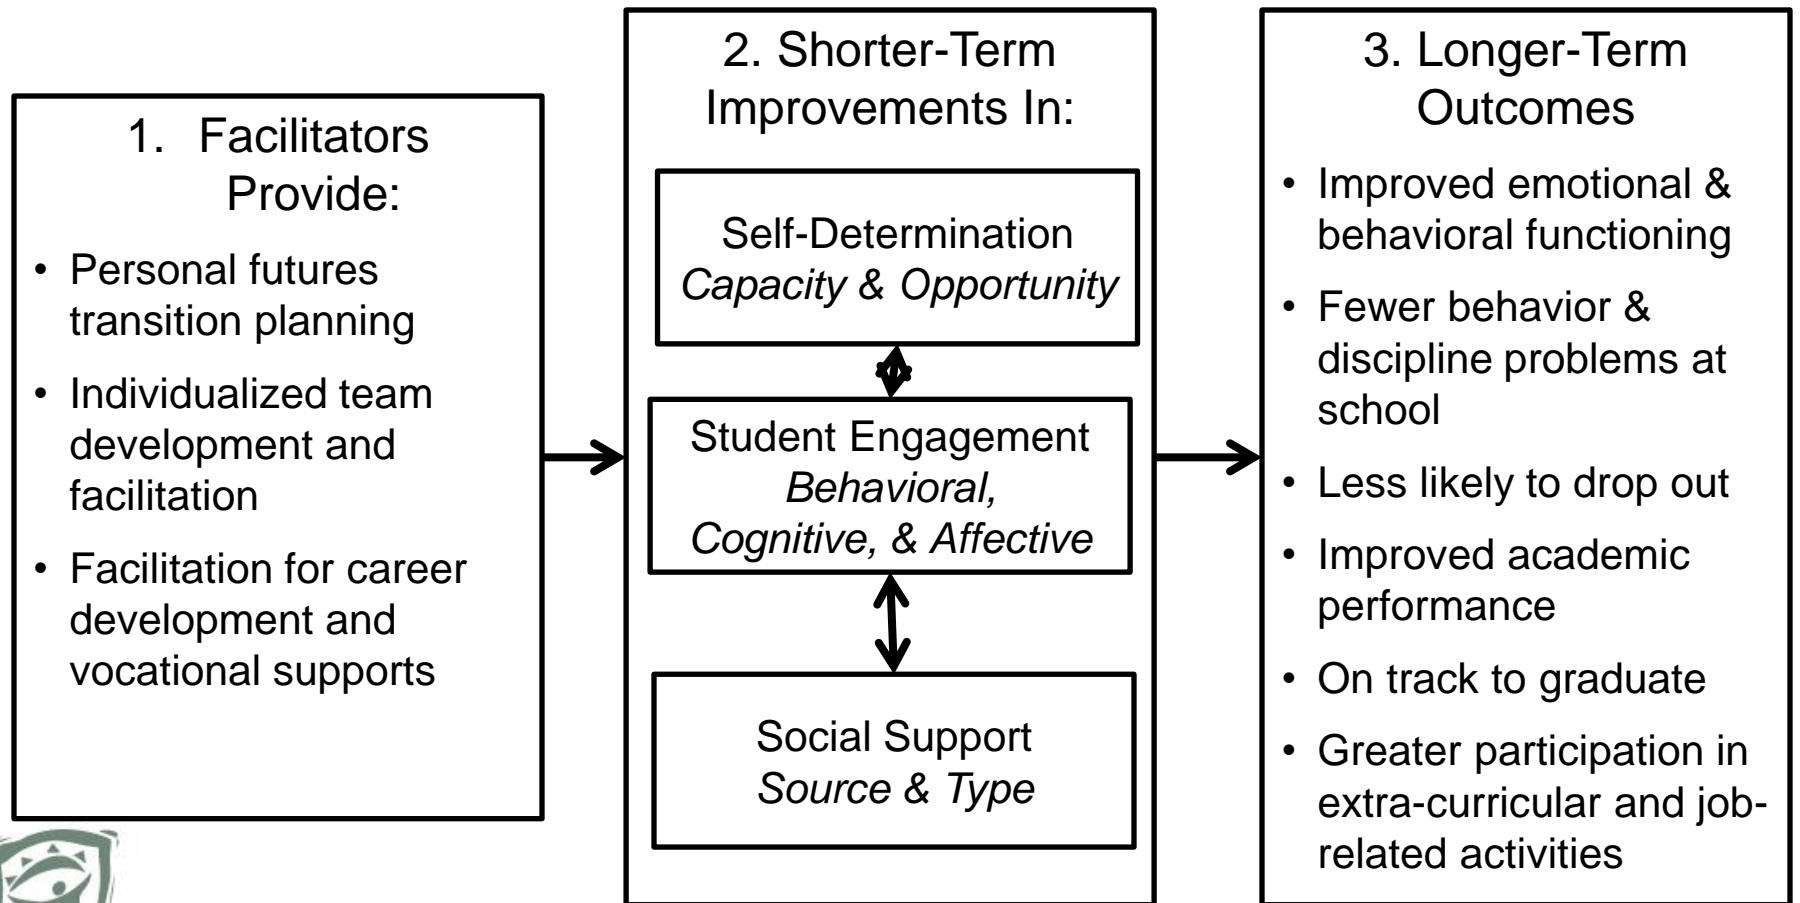 1. Facilitators
Provide:
• Personal futures
transition planning
• Individualized team
development and
facilitation
• Facilitation for career
development and
vocational supports
2. Shorter-Term
Improvements In:
Self-Determination
Capacity & Opportunity
Student Engagement
Behavioral,
Cognitive, & Affective
Social Support
Source & Type
3. Longer-Term
Outcomes
• Improved emotional &
behavioral functioning
• Fewer behavior &
discipline problems at
school
• Less likely to drop out
• Improved academic
performance
• On track to graduate
• Greater participation in
extra-curricular and job-
related activities